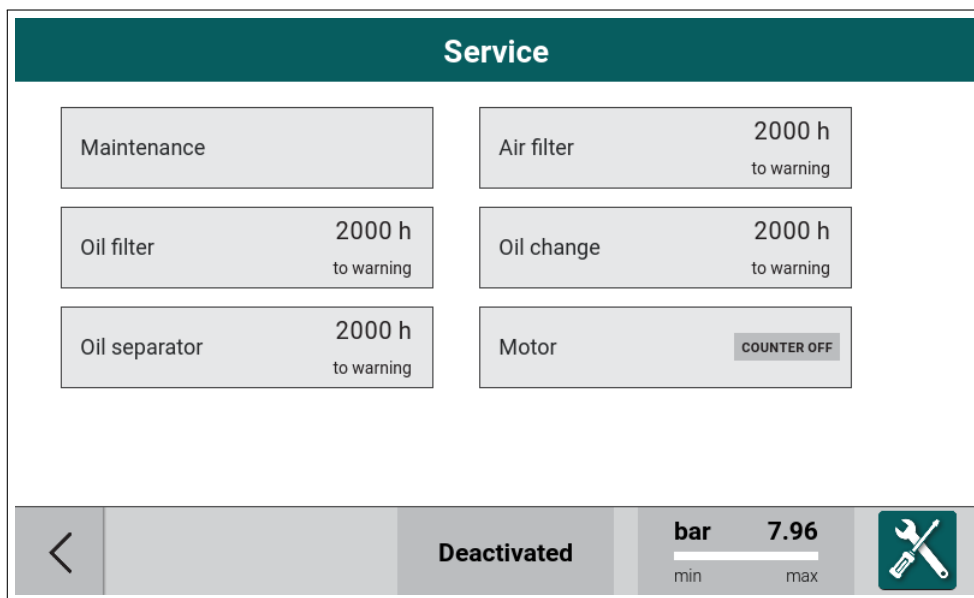 Service
Maintenance
Air filter
2000 h
to warning
Oil filter
2000 h
to warning
Oil change
2000 h
to warning
Oil separator
2000 h
to warning
Motor
COUNTER OFF
Deactivated
bar 7.96
min max